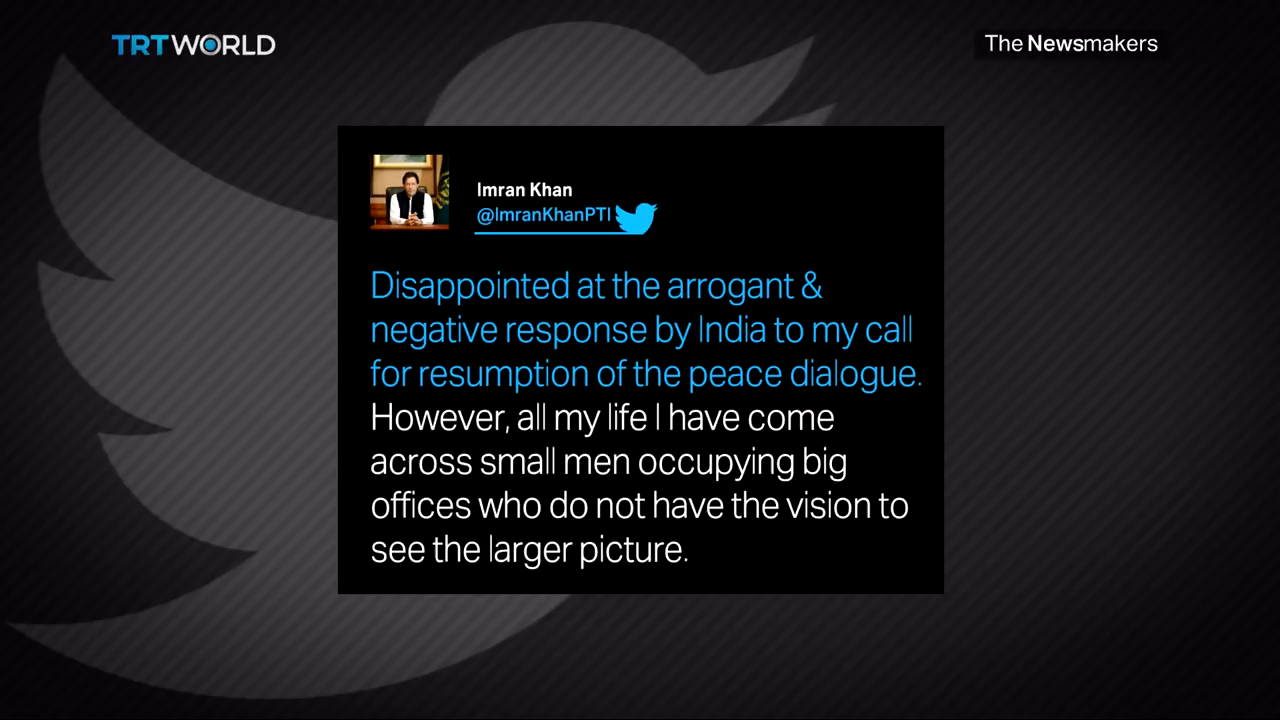 TRT WORLD
The Newsmakers
Imran Khan
@ImranKhanPTI
Disappointed at the arrogant &
negative response by India to my call
for resumption of the peace dialogue.
However, all my life I have come
across small men occupying big
offices who do not have the vision to
see the larger picture.